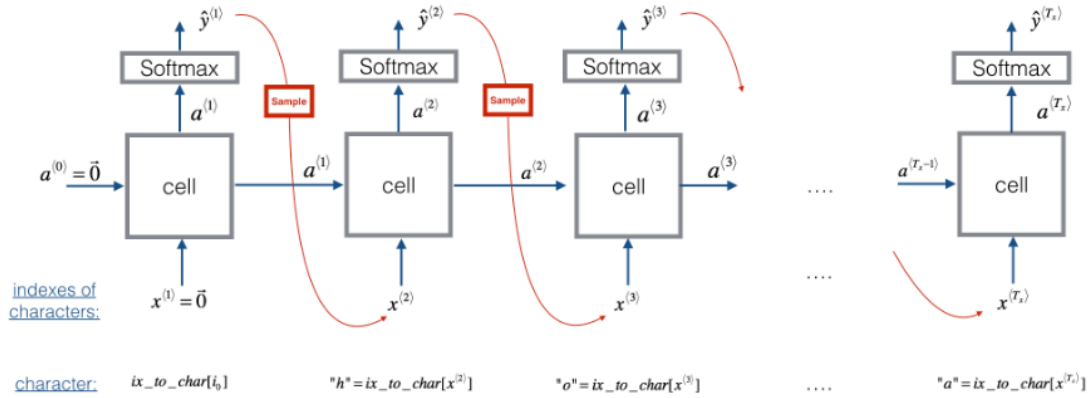 ŷ⟨1⟩ ŷ⟨2⟩ ŷ⟨3⟩ ŷ⟨Tₓ⟩
Softmax Softmax Softmax Softmax
Sample Sample
a⟨1⟩ a⟨2⟩ a⟨3⟩ a⟨Tₓ⟩
a⟨0⟩ = 0⃗ cell a⟨1⟩ cell a⟨2⟩ cell a⟨3⟩ .... a⟨Tₓ−1⟩ cell
indexes of
characters:
x⟨1⟩ = 0⃗ x⟨2⟩ x⟨3⟩ .... x⟨Tₓ⟩
character: ix_to_char[i₀] "h" = ix_to_char[x⟨2⟩] "o" = ix_to_char[x⟨3⟩] .... "a" = ix_to_char[x⟨Tₓ⟩]